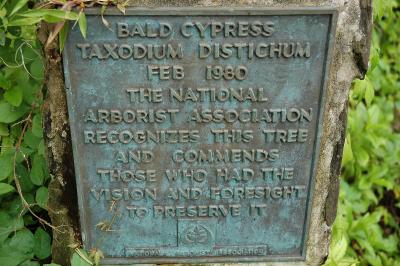 BALD CYPRESS
TAXODIUM DISTICHUM
FEB 1980
THE NATIONAL
ARBORIST ASSOCIATION
RECOGNIZES THIS TREE
AND COMMENDS
THOSE WHO HAD THE
VISION AND FORESIGHT
TO PRESERVE IT